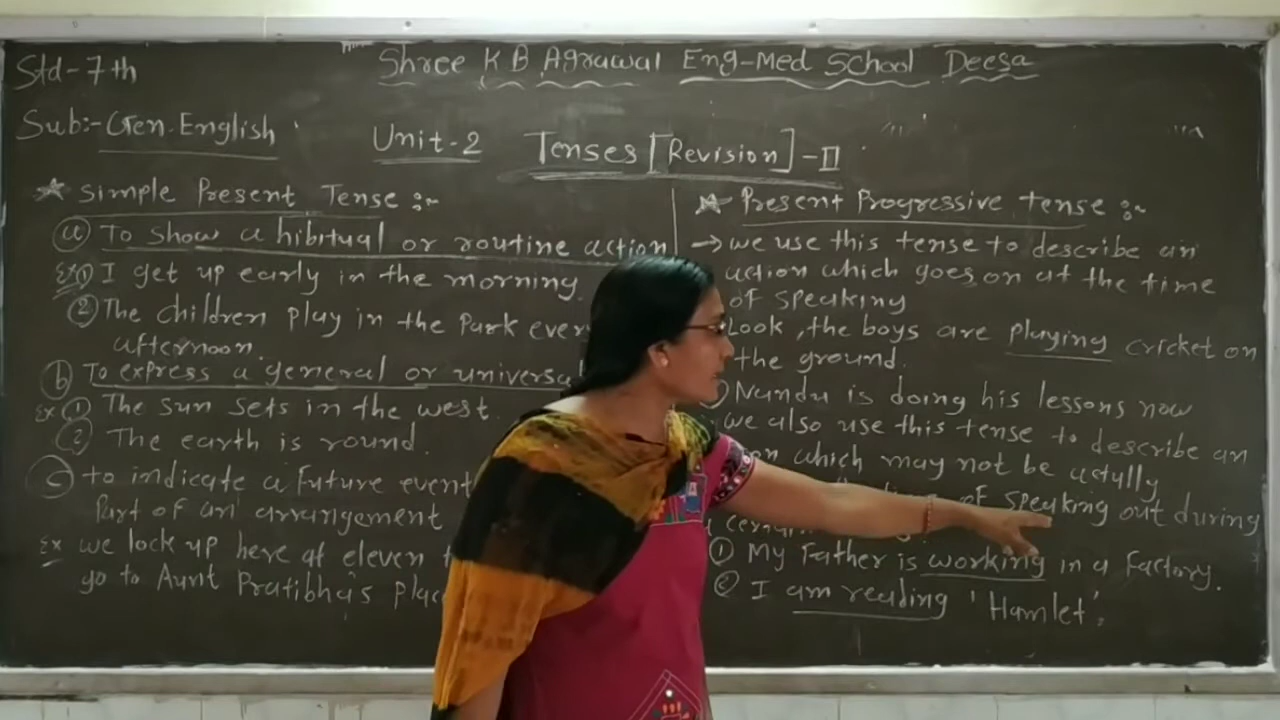 Std-7th
Shree K B Agrawal Eng-Med School Deesa
Sub:-Gen.English
Unit-2 Tenses [Revision]-II
★ Simple Present Tense :~
(a) To show a hibitual or routine action
Ex (1) I get up early in the morning
(2) The children play in the Park
afternoon.
(b) To express a general or
Ex (1) The sun sets in the west.
(2) The earth is round.
(c) to indicate a future event
Part of an arrangement
Ex we lock up here at eleven
go to Aunt Pratibha's
★ Present Progressive tense :~
→ we use this tense to describe an
action which goes on at the time
of speaking
Look, the boys are playing cricket on
the ground.
Nandu is doing his lessons now
we also use this tense to describe an
which may not be actully
of speaking out during
(1) My Father is working in a factory.
(2) I am reading 'Hamlet'.